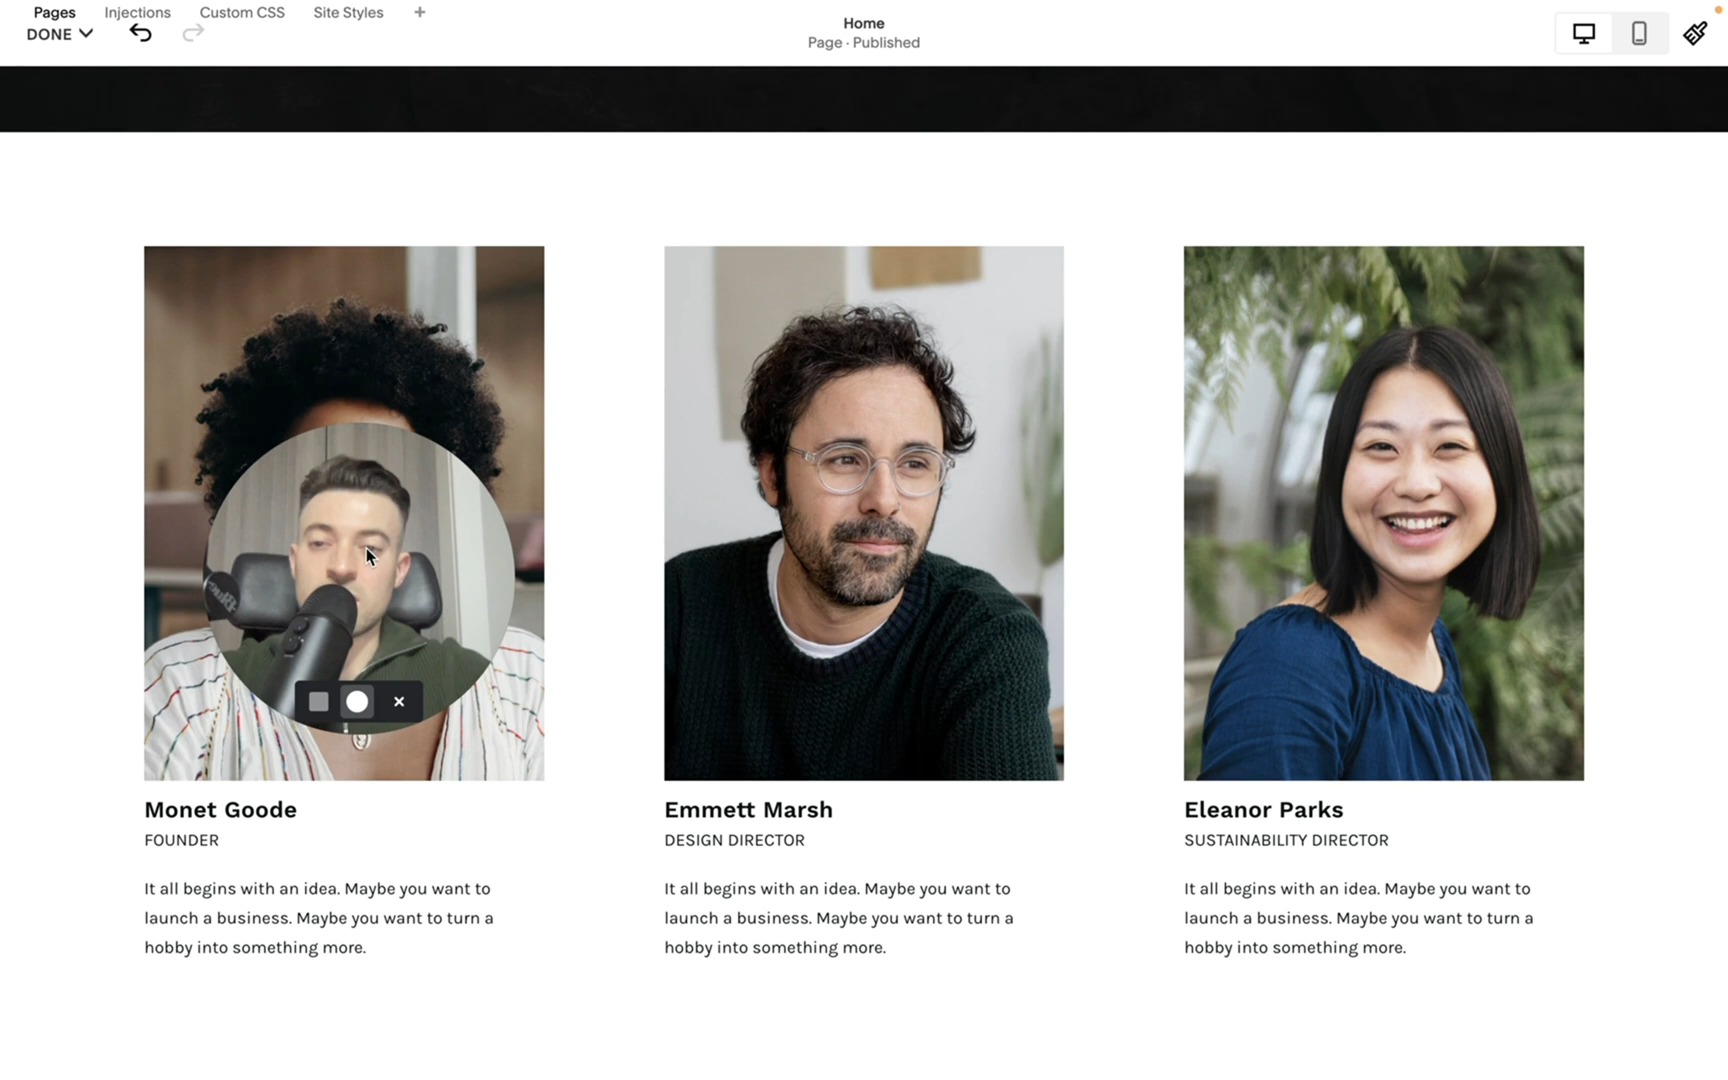 Pages Injections Custom CSS Site Styles +
DONE
Home
Page · Published
Monet Goode
FOUNDER
It all begins with an idea. Maybe you want to
launch a business. Maybe you want to turn a
hobby into something more.
Emmett Marsh
DESIGN DIRECTOR
It all begins with an idea. Maybe you want to
launch a business. Maybe you want to turn a
hobby into something more.
Eleanor Parks
SUSTAINABILITY DIRECTOR
It all begins with an idea. Maybe you want to
launch a business. Maybe you want to turn a
hobby into something more.